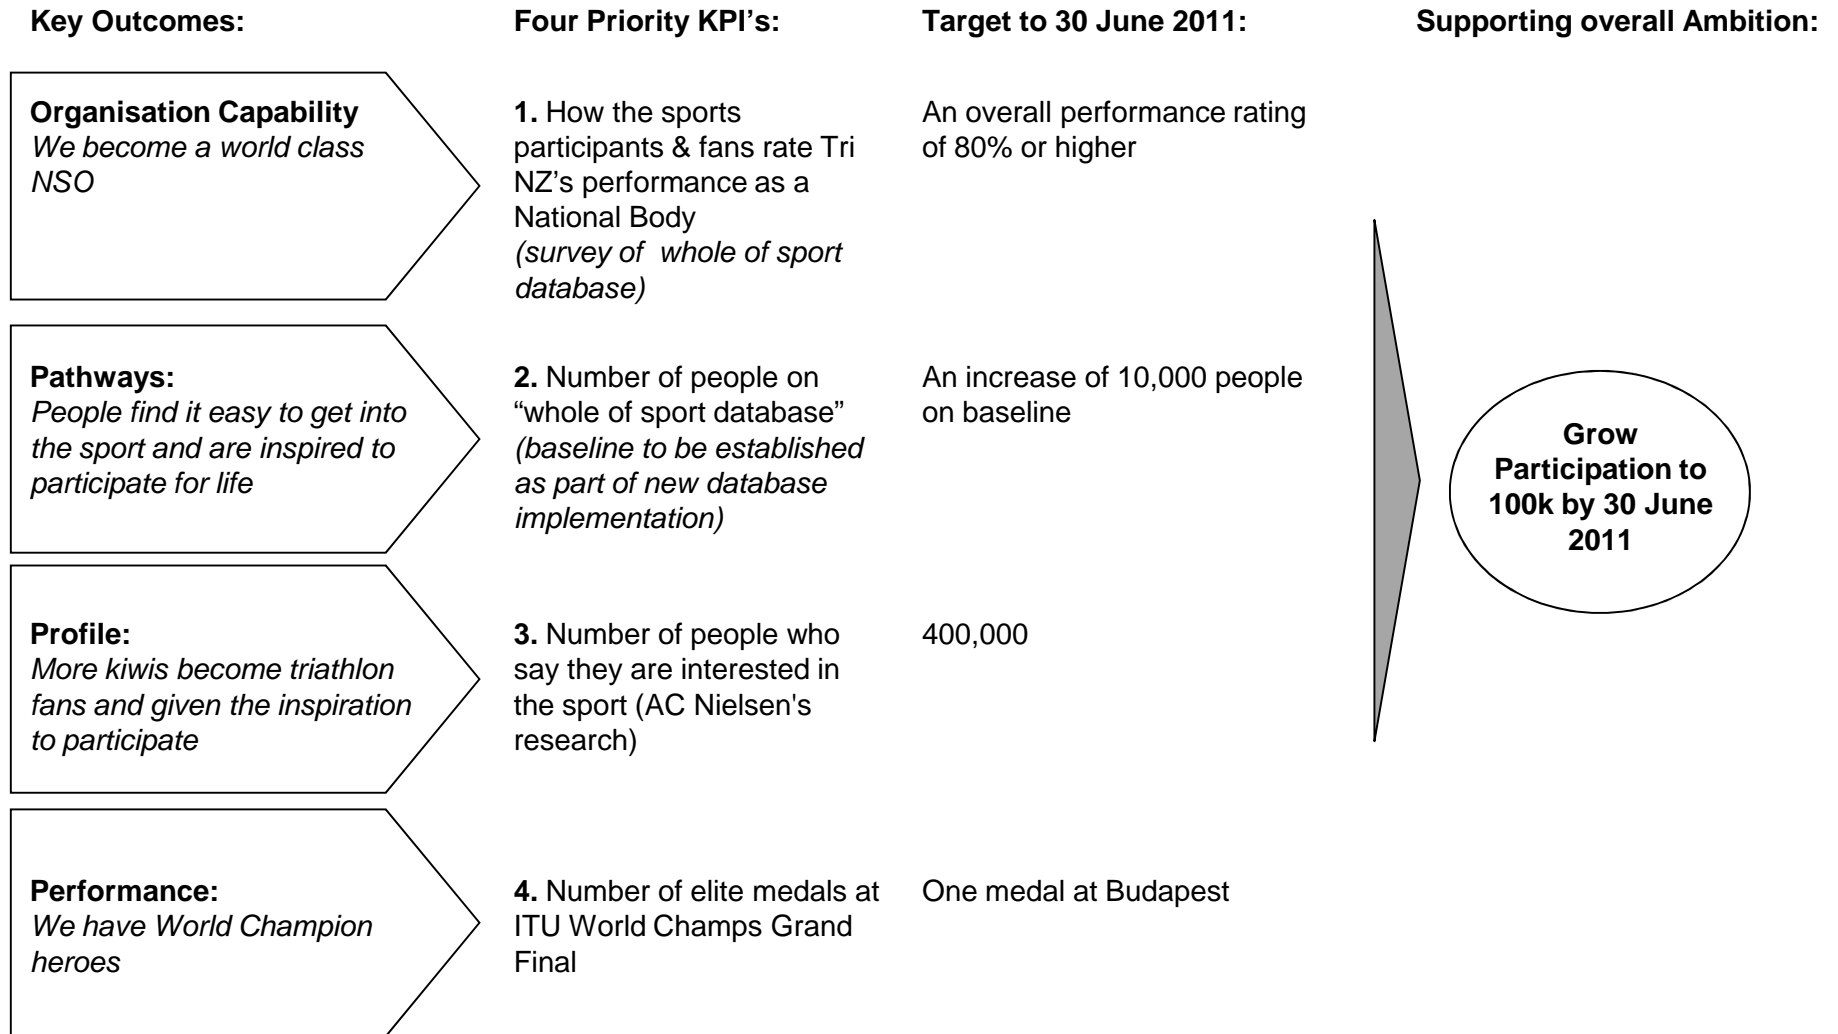 Key Outcomes:
Four Priority KPI’s:
Target to 30 June 2011:
Supporting overall Ambition:
Organisation Capability
We become a world class
NSO
1. How the sports
participants & fans rate Tri
NZ’s performance as a
National Body
(survey of  whole of sport
database)
An overall performance rating
of 80% or higher
Pathways:
People find it easy to get into
the sport and are inspired to
participate for life
2. Number of people on
“whole of sport database”
(baseline to be established
as part of new database
implementation)
An increase of 10,000 people
on baseline
Profile:
More kiwis become triathlon
fans and given the inspiration
to participate
3. Number of people who
say they are interested in
the sport (AC Nielsen's
research)
400,000
Performance:
We have World Champion
heroes
4. Number of elite medals at
ITU World Champs Grand
Final
One medal at Budapest
Grow
Participation to
100k by 30 June
2011